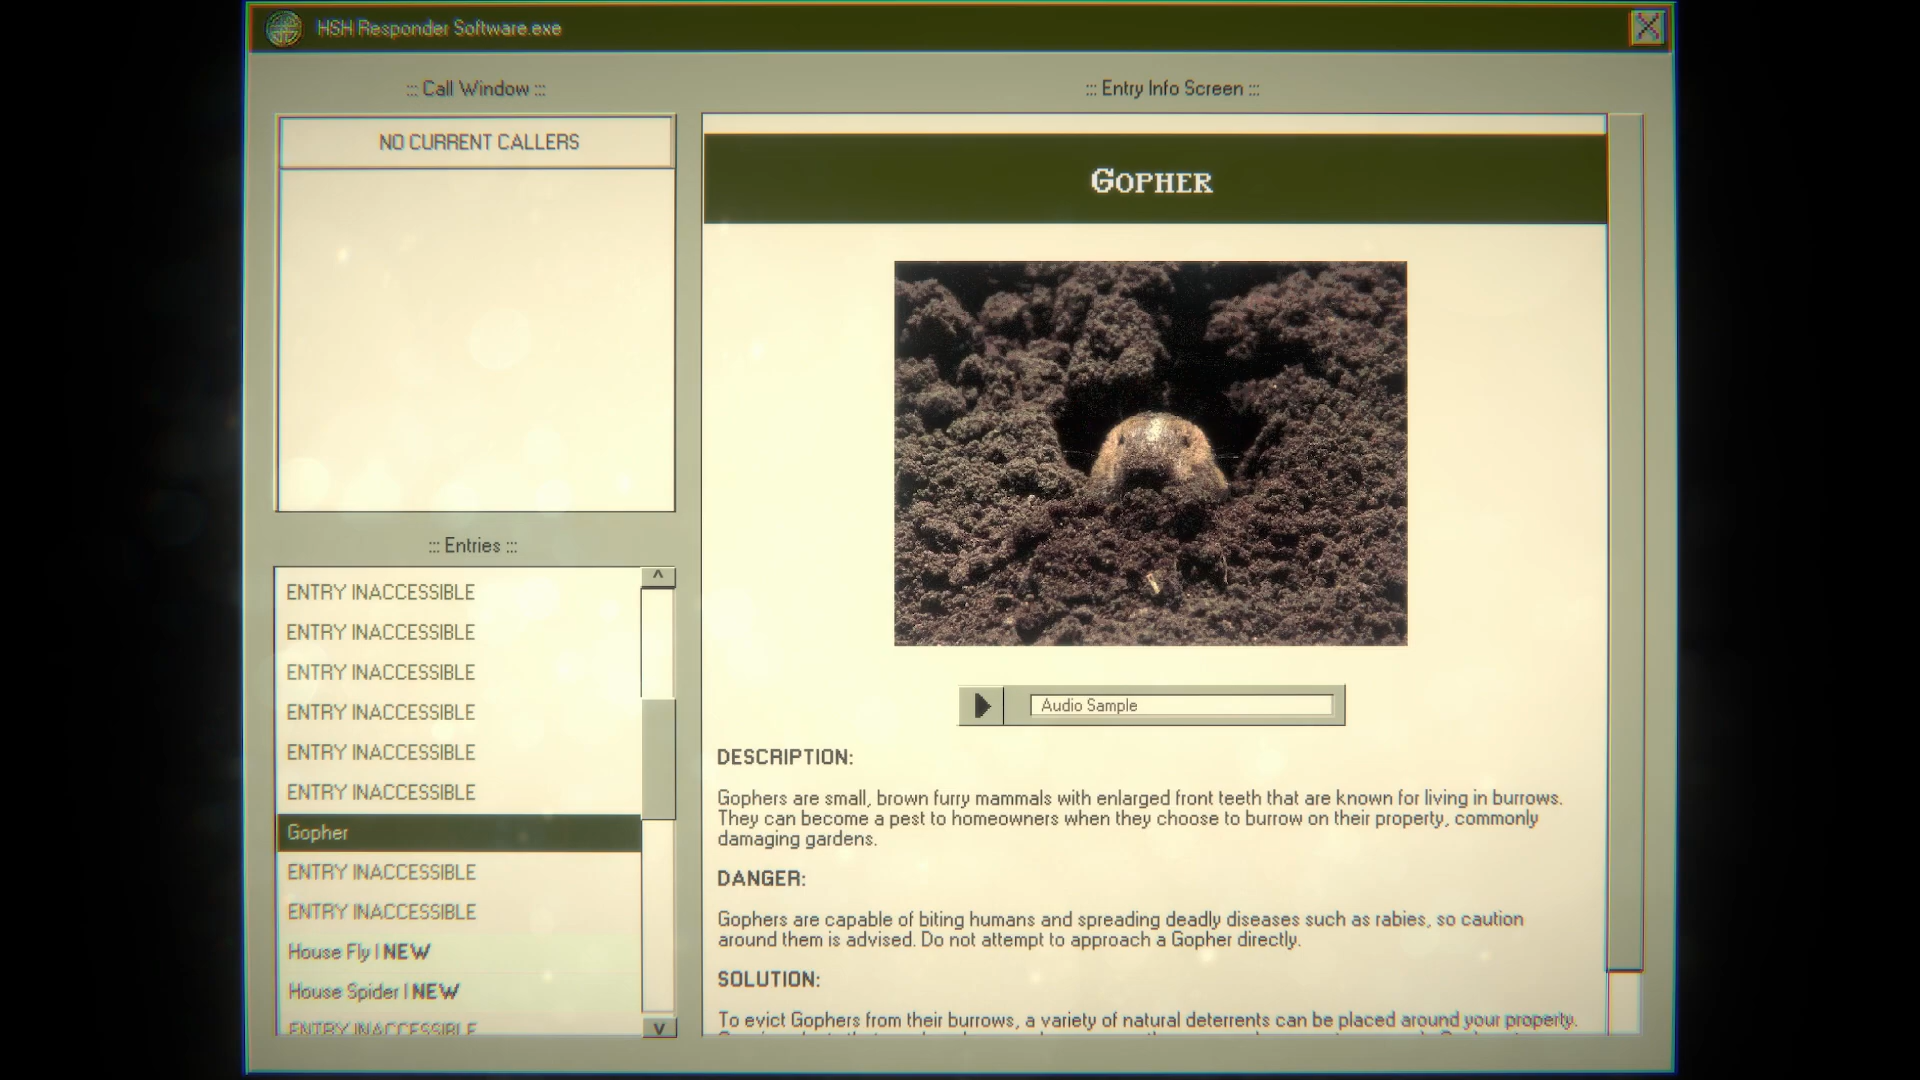 HSH Responder Software.exe
::: Call Window :::
NO CURRENT CALLERS
::: Entries :::
ENTRY INACCESSIBLE
ENTRY INACCESSIBLE
ENTRY INACCESSIBLE
ENTRY INACCESSIBLE
ENTRY INACCESSIBLE
ENTRY INACCESSIBLE
Gopher
ENTRY INACCESSIBLE
ENTRY INACCESSIBLE
House Fly | NEW
House Spider | NEW
ENTRY INACCESSIBLE
::: Entry Info Screen :::
GOPHER
Audio Sample
DESCRIPTION:
Gophers are small, brown furry mammals with enlarged front teeth that are known for living in burrows.
They can become a pest to homeowners when they choose to burrow on their property, commonly
damaging gardens.
DANGER:
Gophers are capable of biting humans and spreading deadly diseases such as rabies, so caution
around them is advised. Do not attempt to approach a Gopher directly.
SOLUTION:
To evict Gophers from their burrows, a variety of natural deterrents can be placed around your property.